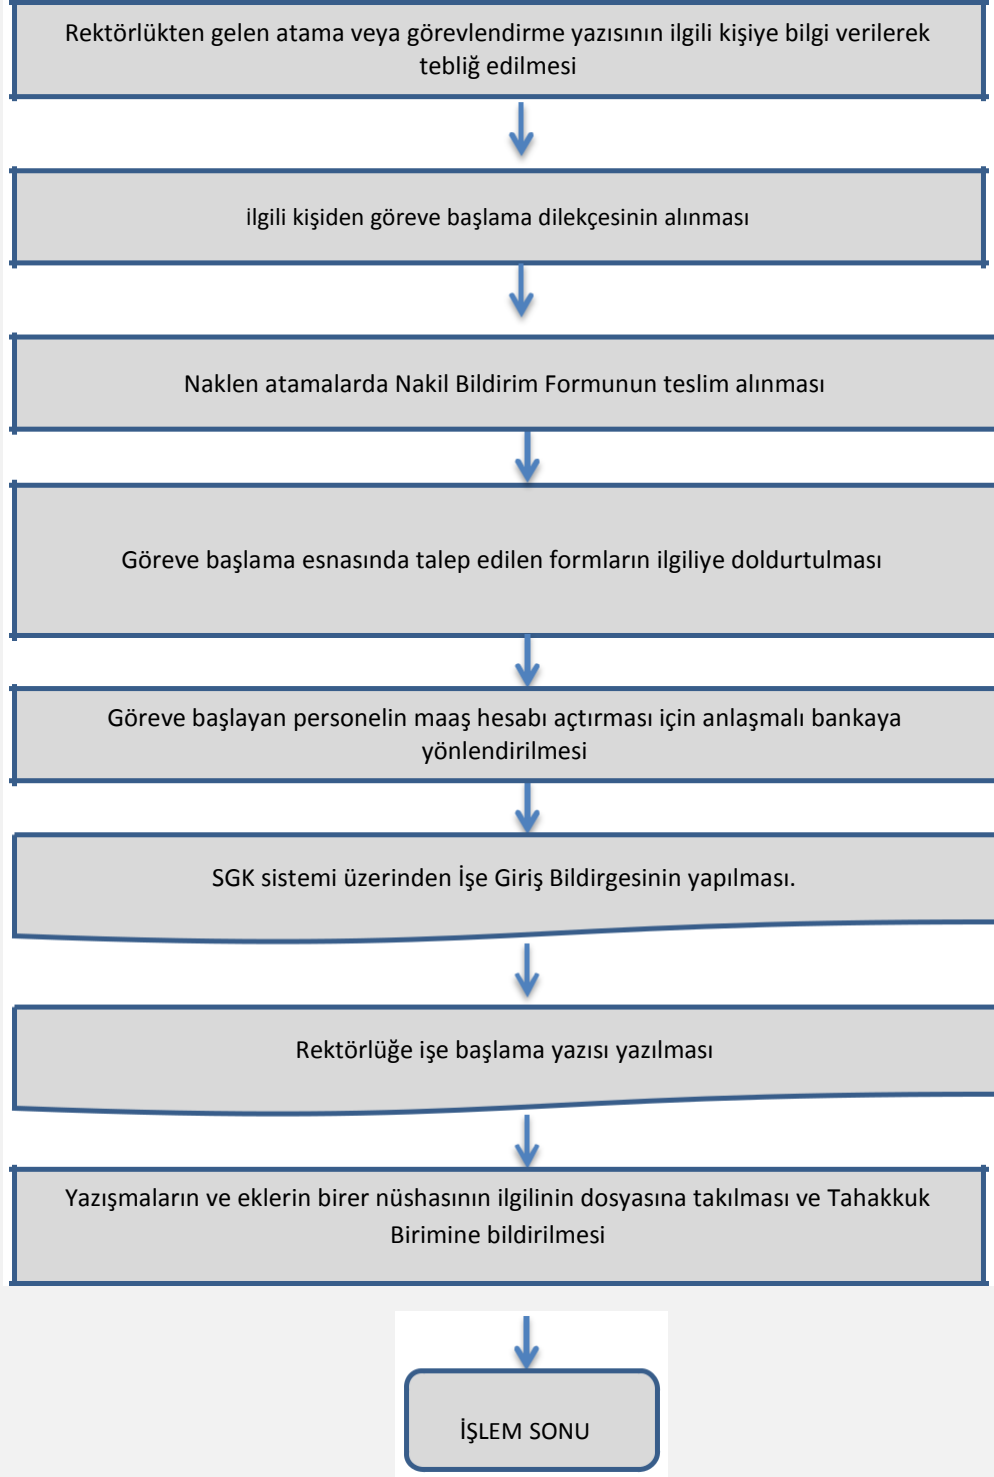 Rektörlükten gelen atama veya görevlendirme yazısının ilgili kişiye bilgi verilerek
tebliğ edilmesi
İlgili kişiden göreve başlama dilekçesinin alınması
Naklen atamalarda Nakil Bildirim Formunun teslim alınması
Göreve başlama esnasında talep edilen formların ilgiliye doldurtulması
Göreve başlayan personelin maaş hesabı açtırması için anlaşmalı bankaya
yönlendirilmesi
SGK sistemi üzerinden İşe Giriş Bildirgesinin yapılması.
Rektörlüğe işe başlama yazısı yazılması
Yazışmaların ve eklerin birer nüshasının ilgilinin dosyasına takılması ve Tahakkuk
Birimine bildirilmesi
İŞLEM SONU